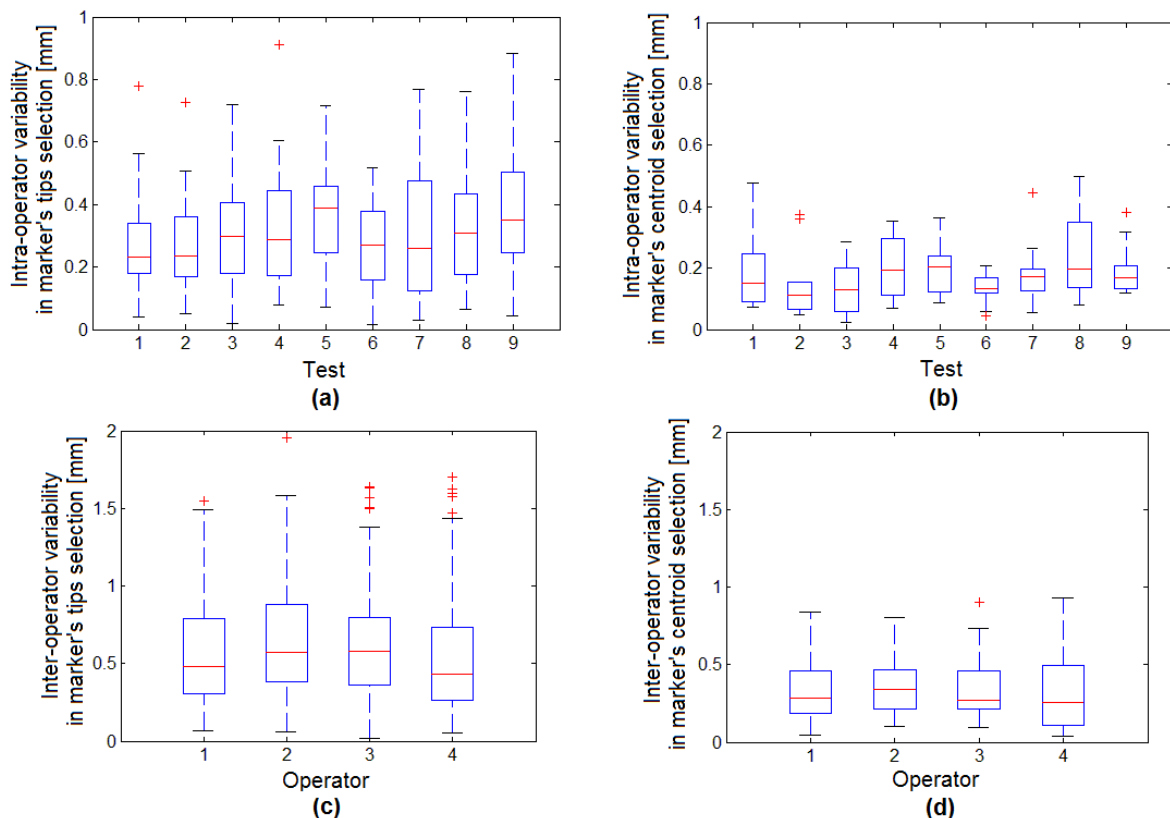 Intra-operator variability
in marker's tips selection [mm]
1
0.8
0.6
0.4
0.2
0
1 2 3 4 5 6 7 8 9
Test
(a)
Intra-operator variability
in marker's centroid selection [mm]
1
0.8
0.6
0.4
0.2
0
1 2 3 4 5 6 7 8 9
Test
(b)
Inter-operator variability
in marker's tips selection [mm]
2
1.5
1
0.5
0
1 2 3 4
Operator
(c)
Inter-operator variability
in marker's centroid selection [mm]
2
1.5
1
0.5
0
1 2 3 4
Operator
(d)